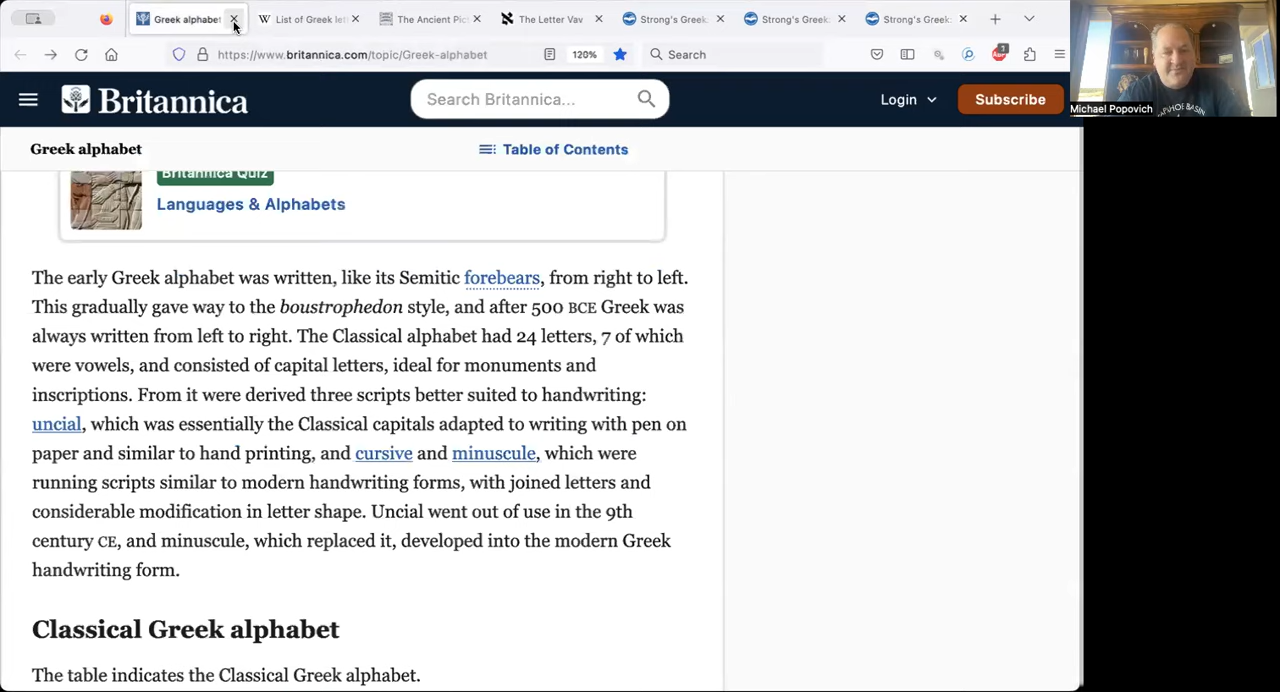 Greek alphabet
List of Greek let
The Ancient Pic
The Letter Vav
Strong's Greek:
Strong's Greek:
Strong's Greek:
https://www.britannica.com/topic/Greek-alphabet
120%
Search
1
Michael Popovich
Britannica
Search Britannica...
Login
Subscribe
Greek alphabet
Table of Contents
Britannica Quiz
Languages & Alphabets
The early Greek alphabet was written, like its Semitic forebears, from right to left.
This gradually gave way to the boustrophedon style, and after 500 BCE Greek was
always written from left to right. The Classical alphabet had 24 letters, 7 of which
were vowels, and consisted of capital letters, ideal for monuments and
inscriptions. From it were derived three scripts better suited to handwriting:
uncial, which was essentially the Classical capitals adapted to writing with pen on
paper and similar to hand printing, and cursive and minuscule, which were
running scripts similar to modern handwriting forms, with joined letters and
considerable modification in letter shape. Uncial went out of use in the 9th
century CE, and minuscule, which replaced it, developed into the modern Greek
handwriting form.
Classical Greek alphabet
The table indicates the Classical Greek alphabet.